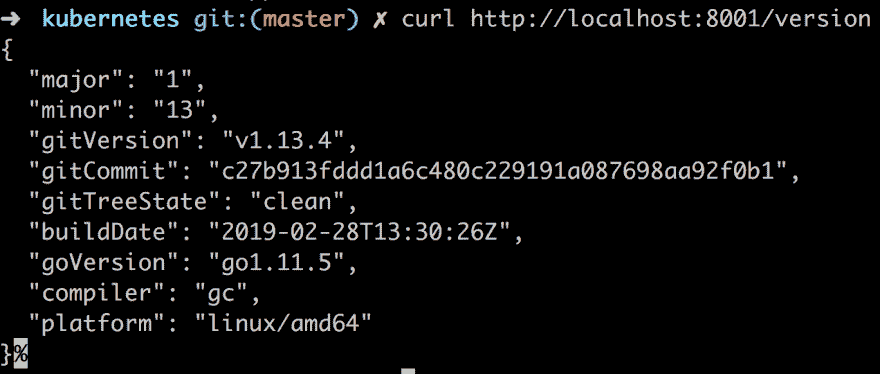 ➜ kubernetes git:(master) ✗ curl http://localhost:8001/version
{
  "major": "1",
  "minor": "13",
  "gitVersion": "v1.13.4",
  "gitCommit": "c27b913fddd1a6c480c229191a087698aa92f0b1",
  "gitTreeState": "clean",
  "buildDate": "2019-02-28T13:30:26Z",
  "goVersion": "go1.11.5",
  "compiler": "gc",
  "platform": "linux/amd64"
}%